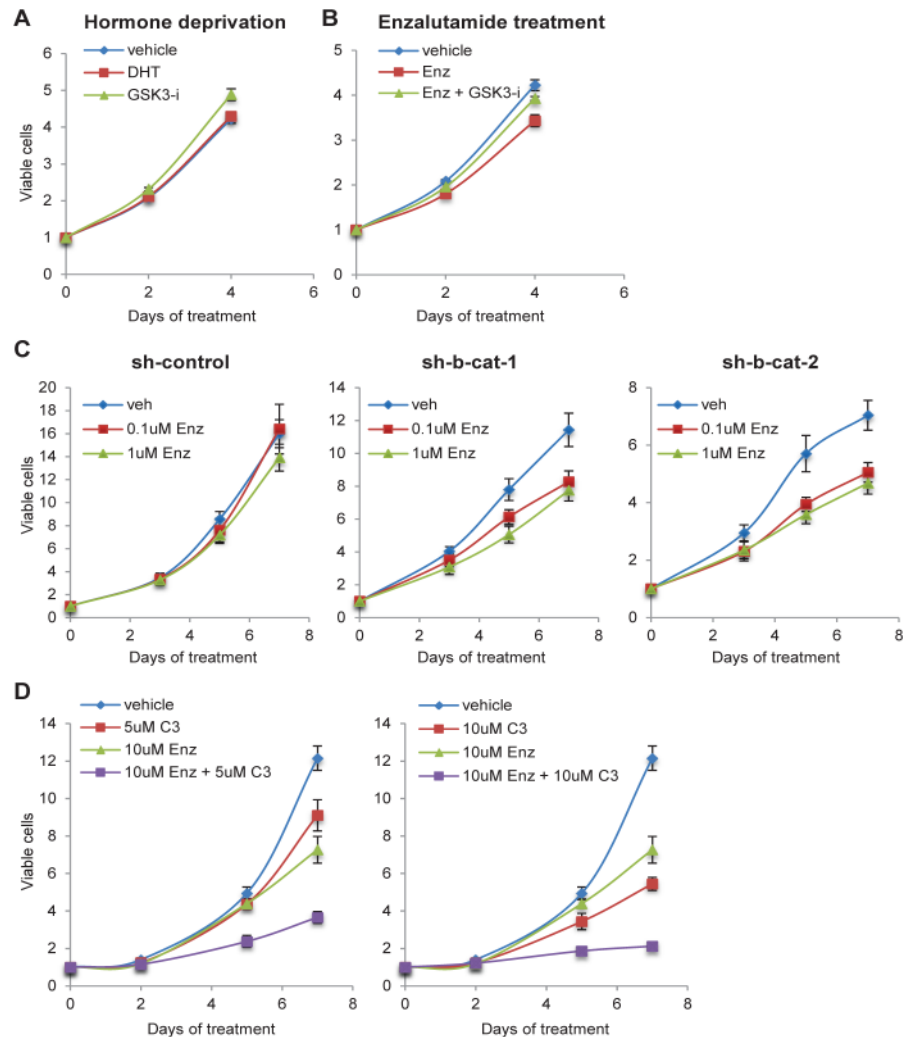 A
Hormone deprivation
vehicle
DHT
GSK3-i
Viable cells
6
5
4
3
2
1
0
0 2 4 6
Days of treatment
B
Enzalutamide treatment
vehicle
Enz
Enz + GSK3-i
5
4
3
2
1
0
0 2 4 6
Days of treatment
C
sh-control
veh
0.1uM Enz
1uM Enz
Viable cells
20
18
16
14
12
10
8
6
4
2
0
0 2 4 6 8
Days of treatment
sh-b-cat-1
veh
0.1uM Enz
1uM Enz
14
12
10
8
6
4
2
0
0 2 4 6 8
Days of treatment
sh-b-cat-2
veh
0.1uM Enz
1uM Enz
8
6
4
2
0
0 2 4 6 8
Days of treatment
D
vehicle
5uM C3
10uM Enz
10uM Enz + 5uM C3
Viable cells
14
12
10
8
6
4
2
0
0 2 4 6 8
Days of treatment
vehicle
10uM C3
10uM Enz
10uM Enz + 10uM C3
14
12
10
8
6
4
2
0
0 2 4 6 8
Days of treatment